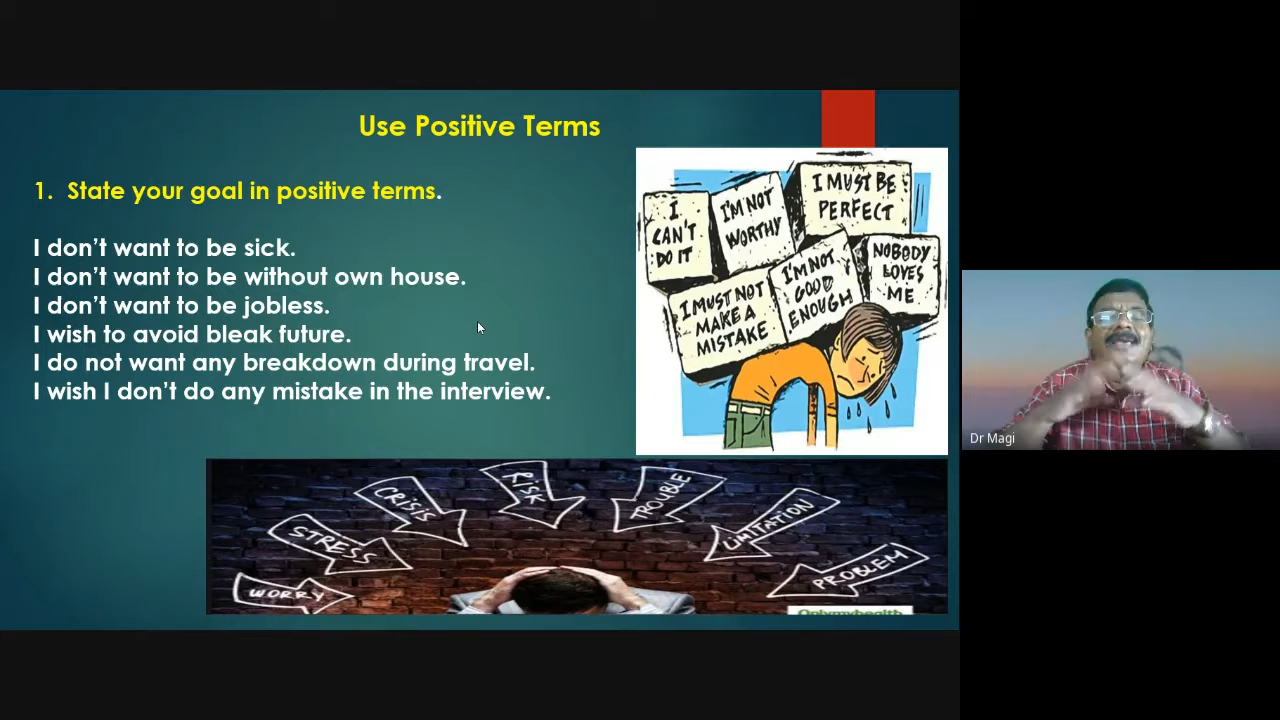 Use Positive Terms
1. State your goal in positive terms.
I don't want to be sick.
I don't want to be without own house.
I don't want to be jobless.
I wish to avoid bleak future.
I do not want any breakdown during travel.
I wish I don't do any mistake in the interview.
I
CAN'T
DO IT
I'M NOT
WORTHY
I MUST BE
PERFECT
I MUST NOT
MAKE A
MISTAKE
I'M NOT
GOOD
ENOUGH
NOBODY
LOVES
ME
WORRY
STRESS
CRISIS
RISK
TROUBLE
LIMITATION
PROBLEM
Onlymyhealth
Dr Magi